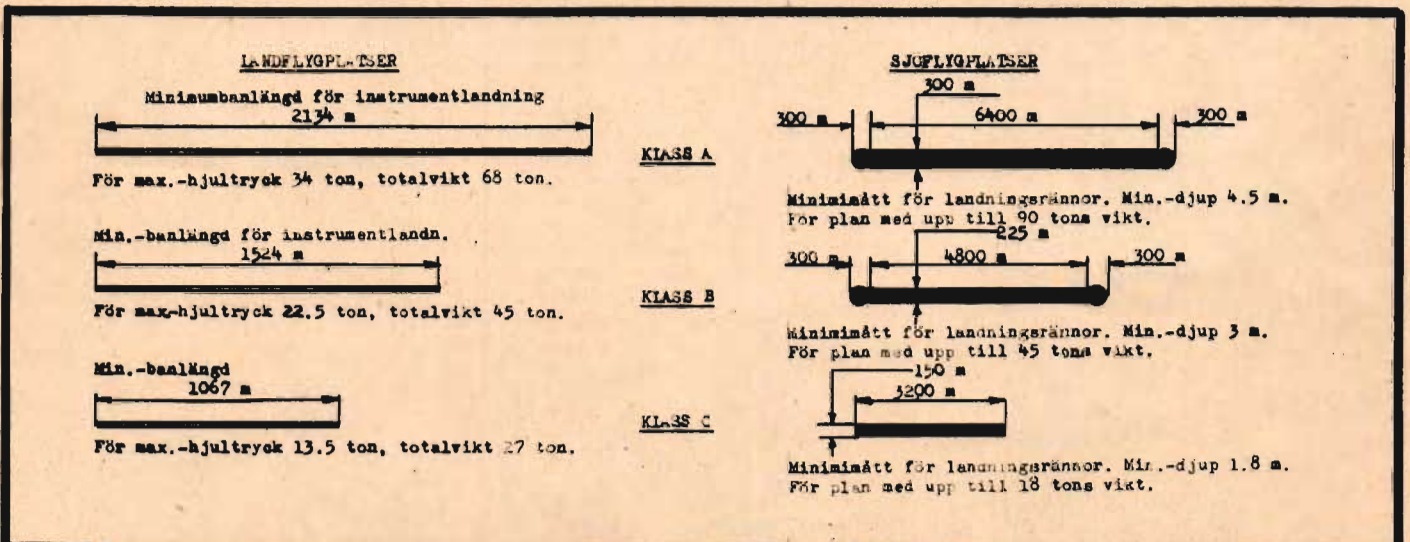 LANDFLYGPLATSER
Minimumbanlängd för instrumentlandning
2134 m
För max.-hjultryck 34 ton, totalvikt 68 ton.
Min.-banlängd för instrumentlandn.
1524 m
För max-hjultryck 22.5 ton, totalvikt 45 ton.
Min.-banlängd
1067 m
För max.-hjultryck 13.5 ton, totalvikt 27 ton.
KLASS A
KLASS B
KLASS C
SJÖFLYGPLATSER
300 m
300 m 6400 m 300 m
Minimimått för landningsrännor. Min.-djup 4.5 m.
För plan med upp till 90 tons vikt.
225 m
300 m 4800 m 300 m
Minimimått för landningsrännor. Min.-djup 3 m.
För plan med upp till 45 tons vikt.
150 m
3200 m
Minimimått för landningsrännor. Min.-djup 1.8 m.
För plan med upp till 18 tons vikt.